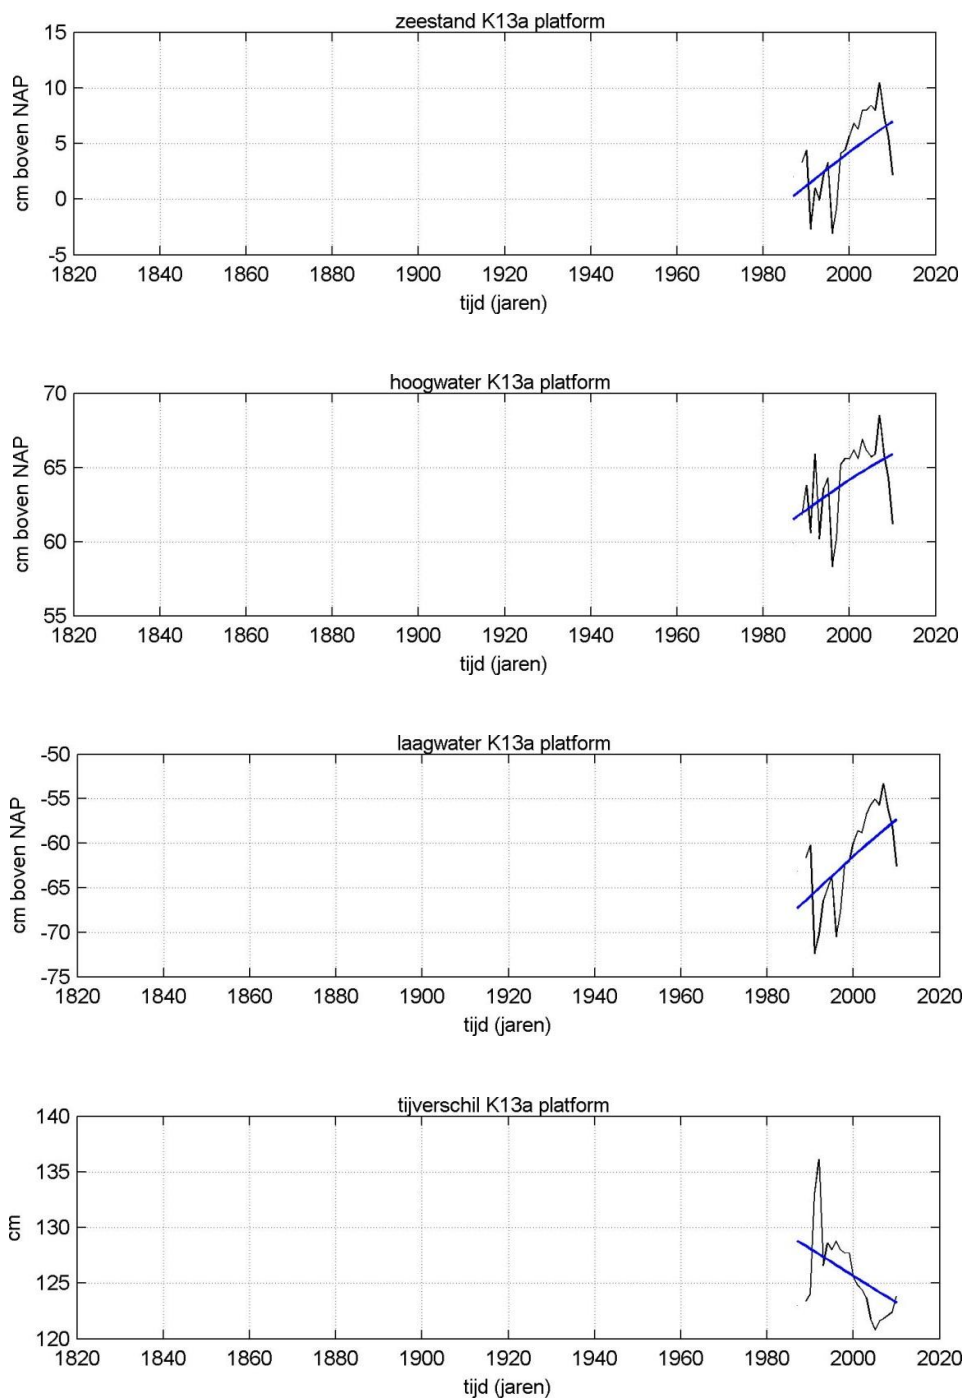 zeestand K13a platform
15
10
5
0
-5
cm boven NAP
1820 1840 1860 1880 1900 1920 1940 1960 1980 2000 2020
tijd (jaren)
hoogwater K13a platform
70
65
60
55
cm boven NAP
1820 1840 1860 1880 1900 1920 1940 1960 1980 2000 2020
tijd (jaren)
laagwater K13a platform
-50
-55
-60
-65
-70
-75
cm boven NAP
1820 1840 1860 1880 1900 1920 1940 1960 1980 2000 2020
tijd (jaren)
tijverschil K13a platform
140
135
130
125
120
cm
1820 1840 1860 1880 1900 1920 1940 1960 1980 2000 2020
tijd (jaren)